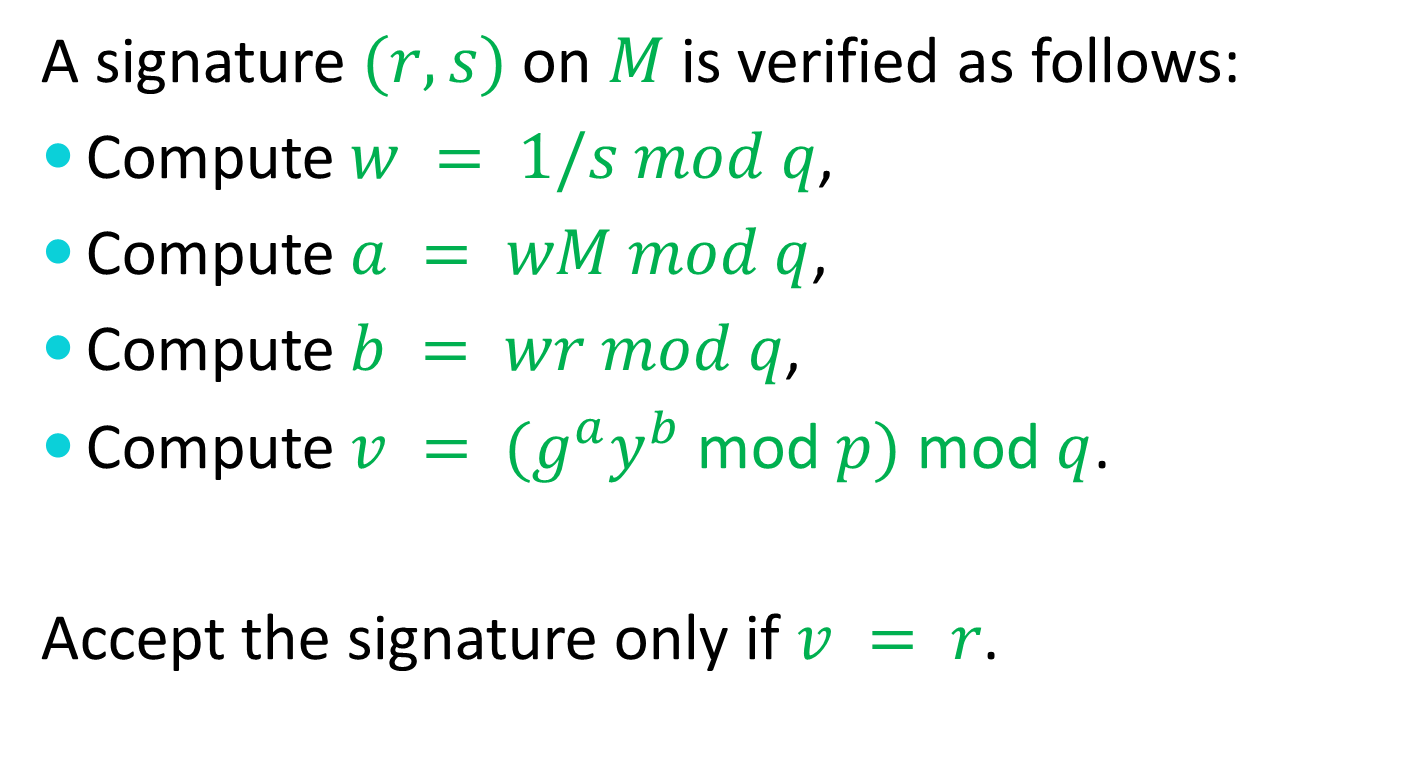 A signature (r, s) on M is verified as follows:
• Compute w = 1/s mod q,
• Compute a = wM mod q,
• Compute b = wr mod q,
• Compute v = (gᵃyᵇ mod p) mod q.
Accept the signature only if v = r.